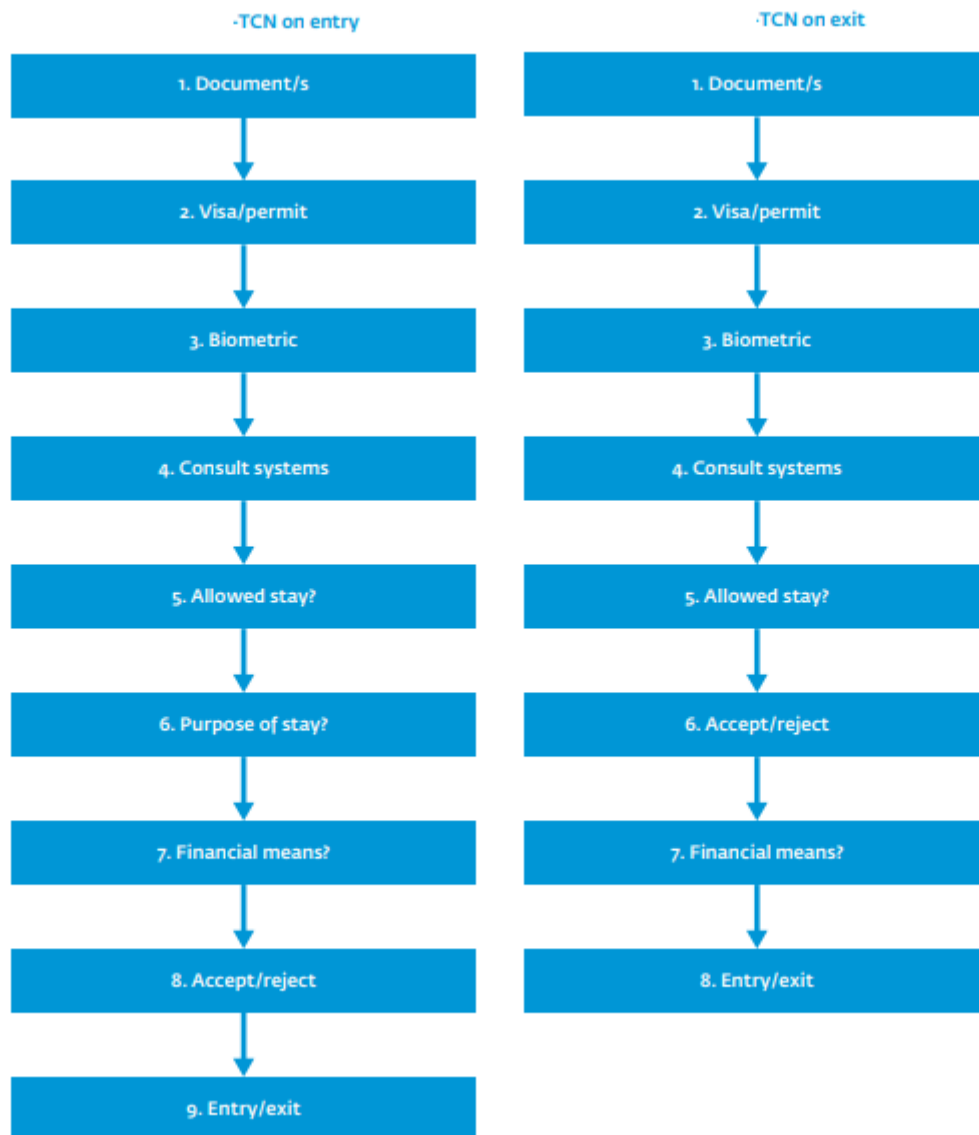 -TCN on entry
1. Document/s
2. Visa/permit
3. Biometric
4. Consult systems
5. Allowed stay?
6. Purpose of stay?
7. Financial means?
8. Accept/reject
9. Entry/exit
·TCN on exit
1. Document/s
2. Visa/permit
3. Biometric
4. Consult systems
5. Allowed stay?
6. Accept/reject
7. Financial means?
8. Entry/exit